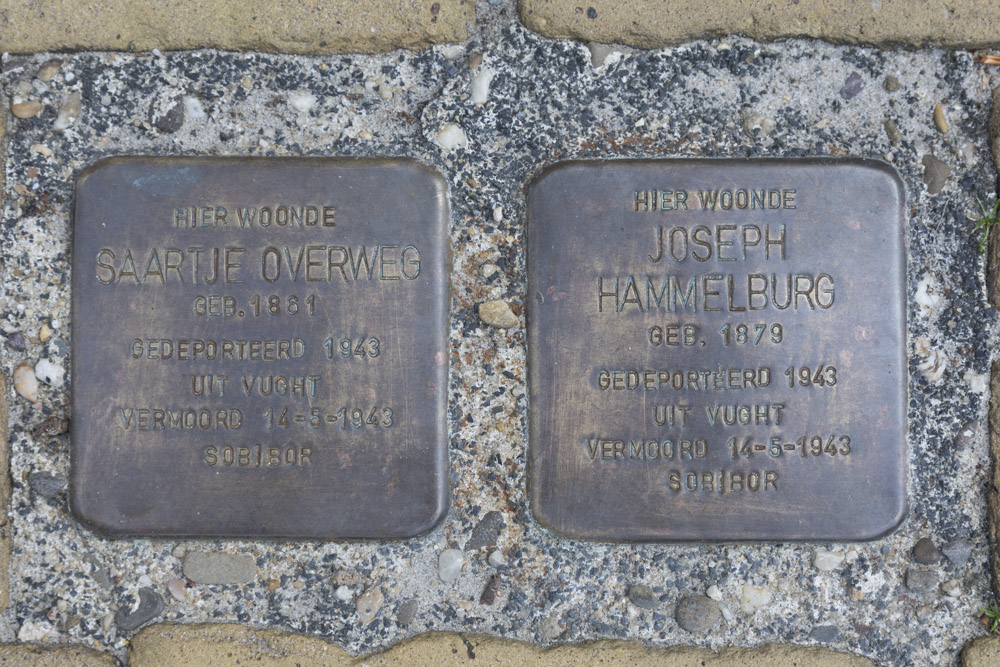 HIER WOONDE
SAARTJE OVERWEG
GEB. 1881
GEDEPORTEERD 1943
UIT VUGHT
VERMOORD 14-5-1943
SOBIBOR
HIER WOONDE
JOSEPH
HAMMELBURG
GEB. 1879
GEDEPORTEERD 1943
UIT VUGHT
VERMOORD 14-5-1943
SOBIBOR